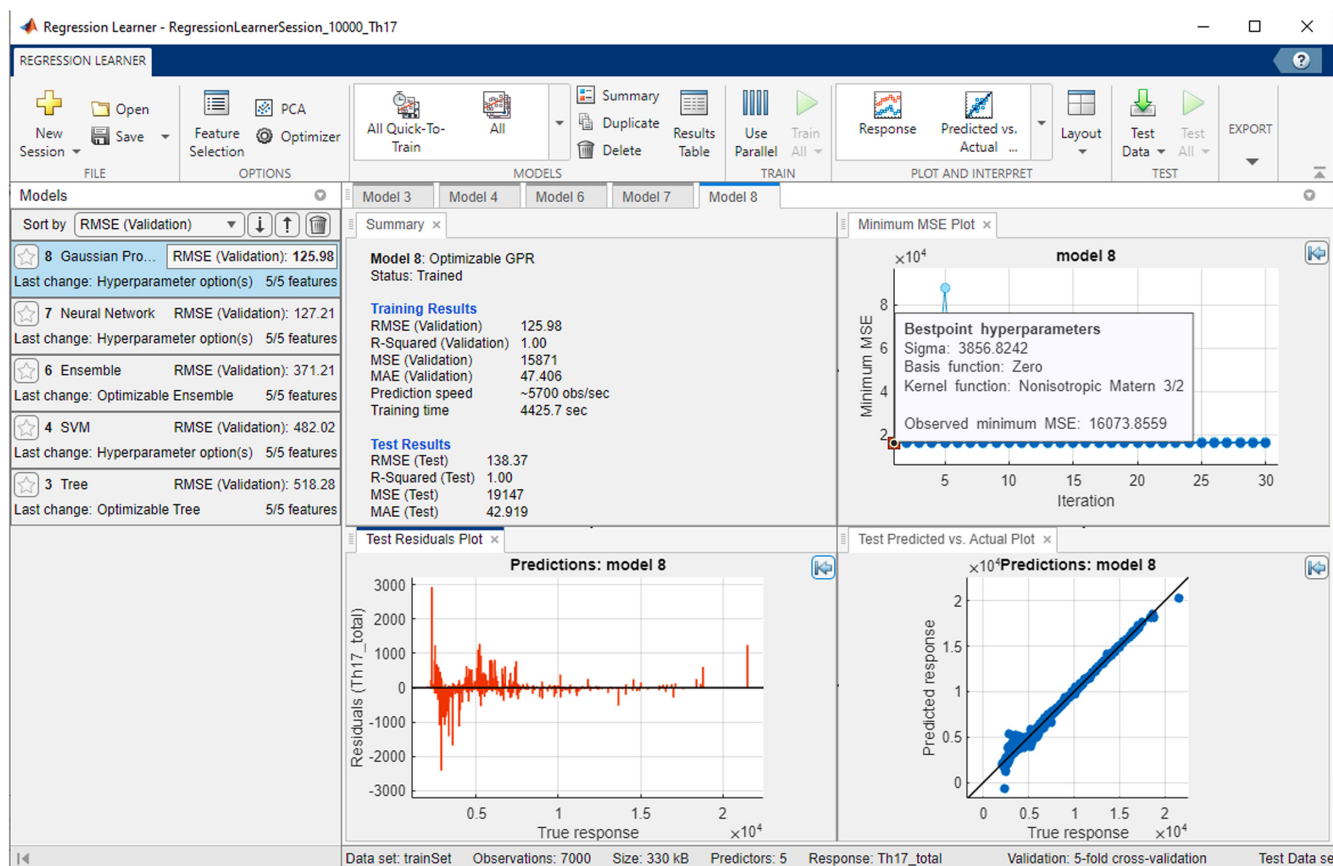 Regression Learner - RegressionLearnerSession_10000_Th17
REGRESSION LEARNER
?
New Session
Open
Save
FILE
Feature Selection
PCA
Optimizer
OPTIONS
All Quick-To-Train
All
Summary
Duplicate
Delete
Results Table
MODELS
Use Parallel
Train All
TRAIN
Response
Predicted vs. Actual ...
Layout
PLOT AND INTERPRET
Test Data
Test All
TEST
EXPORT
Models
Sort by RMSE (Validation)
8 Gaussian Pro... RMSE (Validation): 125.98
Last change: Hyperparameter option(s) 5/5 features
7 Neural Network RMSE (Validation): 127.21
Last change: Hyperparameter option(s) 5/5 features
6 Ensemble RMSE (Validation): 371.21
Last change: Optimizable Ensemble 5/5 features
4 SVM RMSE (Validation): 482.02
Last change: Hyperparameter option(s) 5/5 features
3 Tree RMSE (Validation): 518.28
Last change: Optimizable Tree 5/5 features
Model 3 Model 4 Model 6 Model 7 Model 8
Summary
Model 8: Optimizable GPR
Status: Trained
Training Results
RMSE (Validation) 125.98
R-Squared (Validation) 1.00
MSE (Validation) 15871
MAE (Validation) 47.406
Prediction speed ~5700 obs/sec
Training time 4425.7 sec
Test Results
RMSE (Test) 138.37
R-Squared (Test) 1.00
MSE (Test) 19147
MAE (Test) 42.919
Minimum MSE Plot
×10⁴
model 8
8
6
4
2
Minimum MSE
Bestpoint hyperparameters
Sigma: 3856.8242
Basis function: Zero
Kernel function: Nonisotropic Matern 3/2
Observed minimum MSE: 16073.8559
5 10 15 20 25 30
Iteration
Test Residuals Plot
Predictions: model 8
3000
2000
1000
0
-1000
-2000
-3000
Residuals (Th17_total)
0.5 1 1.5 2
True response ×10⁴
Test Predicted vs. Actual Plot
×10⁴ Predictions: model 8
2
1.5
1
0.5
0
Predicted response
0 0.5 1 1.5 2
True response ×10⁴
Data set: trainSet Observations: 7000 Size: 330 kB Predictors: 5 Response: Th17_total Validation: 5-fold cross-validation Test Data se